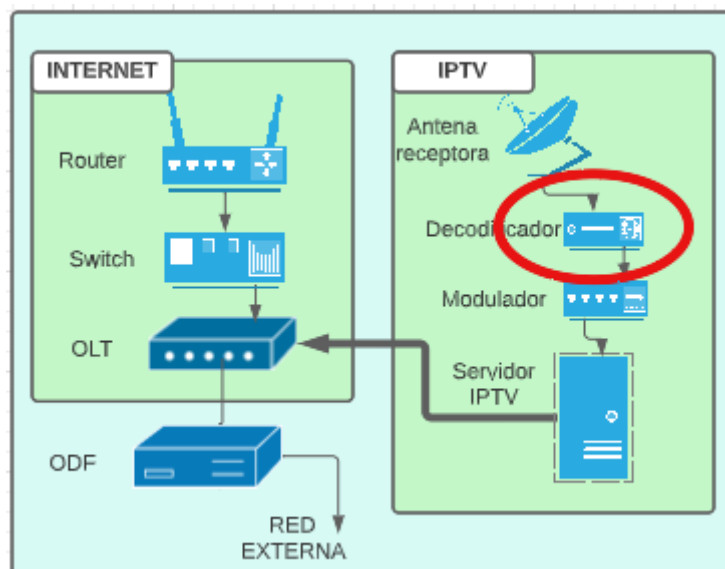 INTERNET
Router
Switch
OLT
ODF
RED
EXTERNA
IPTV
Antena
receptora
Decodificador
Modulador
Servidor
IPTV